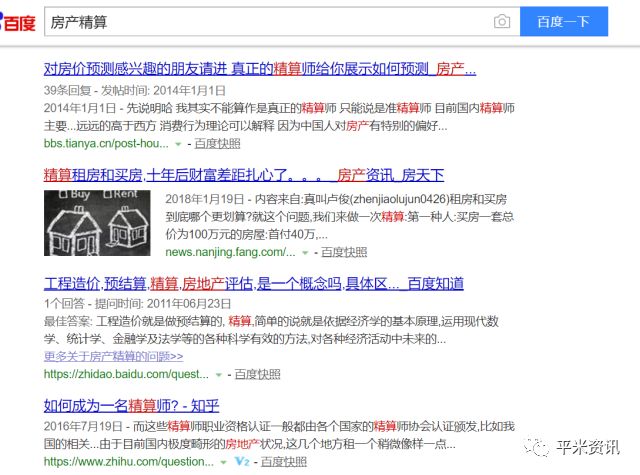 百度
房产精算
百度一下
对房价预测感兴趣的朋友请进 真正的精算师给你展示如何预测_房产...
39条回复 - 发帖时间: 2014年1月1日
2014年1月1日 - 先说明哈 我其实不能算作是真正的精算师 只能说是准精算师 目前国内精算师
主要...远远的高于西方 消费行为理论可以解释 因为中国人对房产有特别的偏好...
bbs.tianya.cn/post-hou... - 百度快照
精算租房和买房,十年后财富差距扎心了。。。_房产资讯_房天下
Buy Rent
2018年1月19日 - 内容来自:真叫卢俊(zhenjiaolujun0426)租房和买房
到底哪个更划算?就这个问题,我们来做一次精算:第一种人:买房一套总
价为100万元的房屋:首付40万,...
news.nanjing.fang.com/... - 百度快照
工程造价,预结算,精算,房地产评估,是一个概念吗,具体区..._百度知道
1个回答 - 提问时间: 2011年06月23日
最佳答案: 工程造价就是做预结算的, 精算,简单的说就是依据经济学的基本原理,运用现代数
学、统计学、金融学及法学等的各种科学有效的方法,对各种经济活动中未来的...
更多关于房产精算的问题>>
https://zhidao.baidu.com/quest... - 百度快照
如何成为一名精算师? - 知乎
2016年7月19日 - 而这些精算师职业资格认证一般都由各个国家的精算师协会认证颁发,比如我
国的相关...由于目前国内极度畸形的房地产状况,这几个地方租一个稍微像样一点...
https://www.zhihu.com/question... V2 - 百度快照
平米资讯